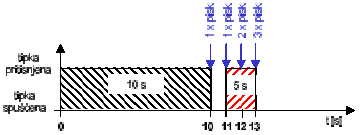 1 x pisk
1 x pisk
2 x pisk
3 x pisk
tipka
pritisnjena
10 s
5 s
tipka
spuščena
0
10
11
12
13
t [s]